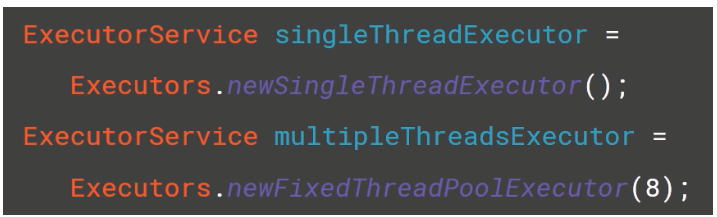 ExecutorService singleThreadExecutor =
Executors.newSingleThreadExecutor();
ExecutorService multipleThreadsExecutor =
Executors.newFixedThreadPoolExecutor(8);